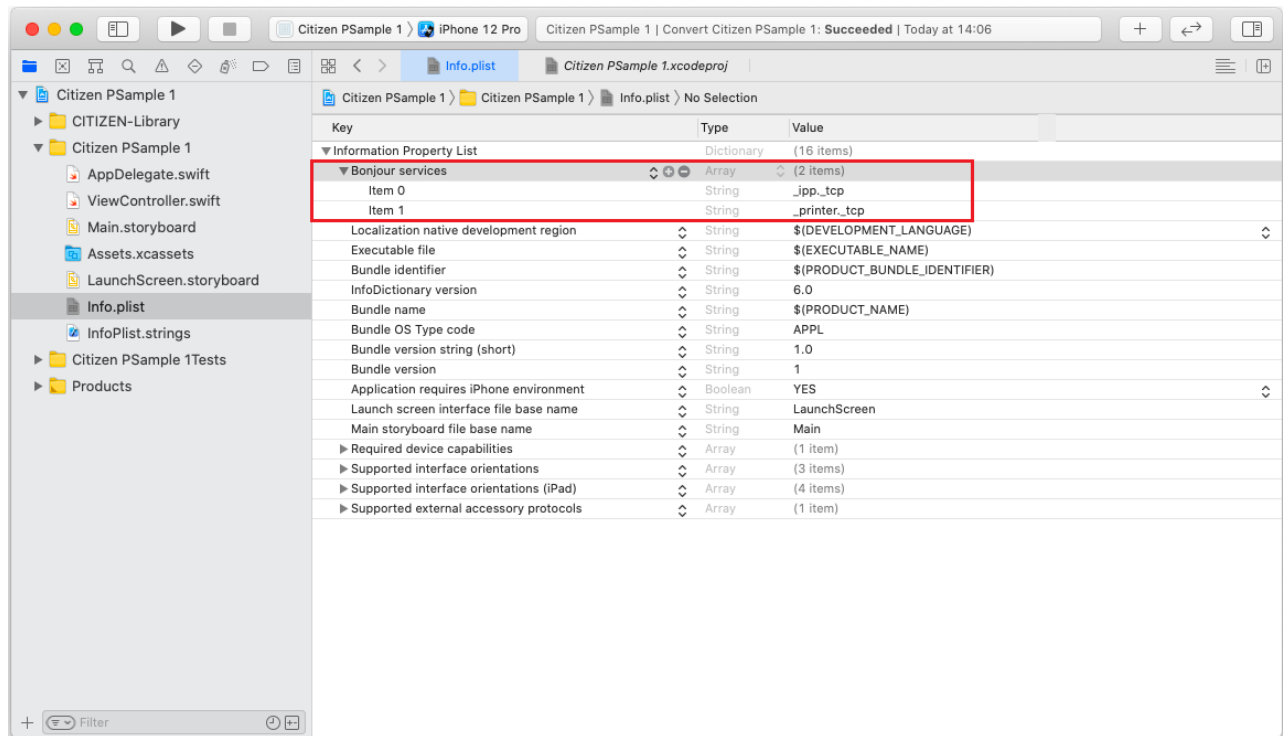 Citizen PSample 1 〉 iPhone 12 Pro
Citizen PSample 1 | Convert Citizen PSample 1: Succeeded | Today at 14:06
Info.plist
Citizen PSample 1.xcodeproj
Citizen PSample 1
CITIZEN-Library
Citizen PSample 1
AppDelegate.swift
ViewController.swift
Main.storyboard
Assets.xcassets
LaunchScreen.storyboard
Info.plist
InfoPlist.strings
Citizen PSample 1Tests
Products
Filter
Citizen PSample 1 〉 Citizen PSample 1 〉 Info.plist 〉 No Selection
Key Type Value
Information Property List Dictionary (16 items)
Bonjour services Array (2 items)
Item 0 String _ipp._tcp
Item 1 String _printer._tcp
Localization native development region String $(DEVELOPMENT_LANGUAGE)
Executable file String $(EXECUTABLE_NAME)
Bundle identifier String $(PRODUCT_BUNDLE_IDENTIFIER)
InfoDictionary version String 6.0
Bundle name String $(PRODUCT_NAME)
Bundle OS Type code String APPL
Bundle version string (short) String 1.0
Bundle version String 1
Application requires iPhone environment Boolean YES
Launch screen interface file base name String LaunchScreen
Main storyboard file base name String Main
Required device capabilities Array (1 item)
Supported interface orientations Array (3 items)
Supported interface orientations (iPad) Array (4 items)
Supported external accessory protocols Array (1 item)